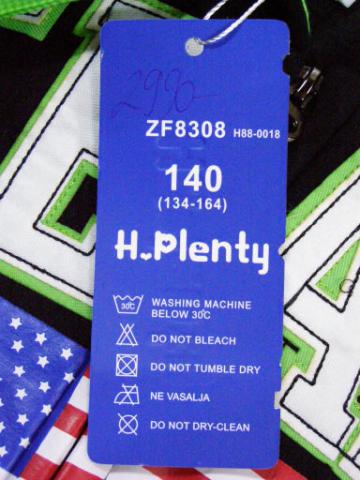 2990-
ZF8308 H88-0018
140
(134-164)
H.Plenty
30C WASHING MACHINE
BELOW 30C
DO NOT BLEACH
DO NOT TUMBLE DRY
NE VASALJA
DO NOT DRY-CLEAN